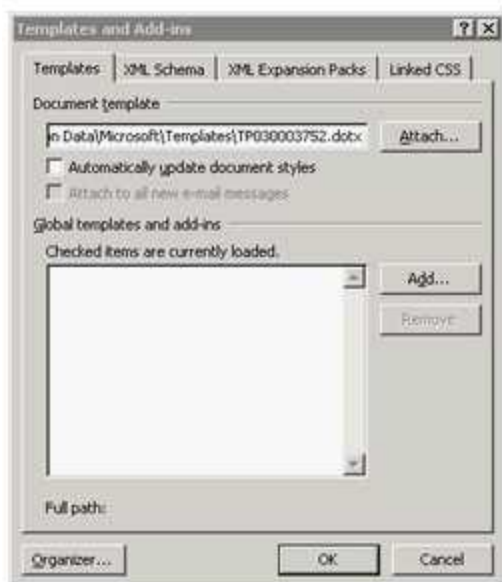 Templates and Add-ins
Templates XML Schema XML Expansion Packs Linked CSS
Document template
n Data\Microsoft\Templates\TP030003752.dotx Attach...
Automatically update document styles
Attach to all new e-mail messages
Global templates and add-ins
Checked items are currently loaded.
Add...
Remove
Full path:
Organizer... OK Cancel